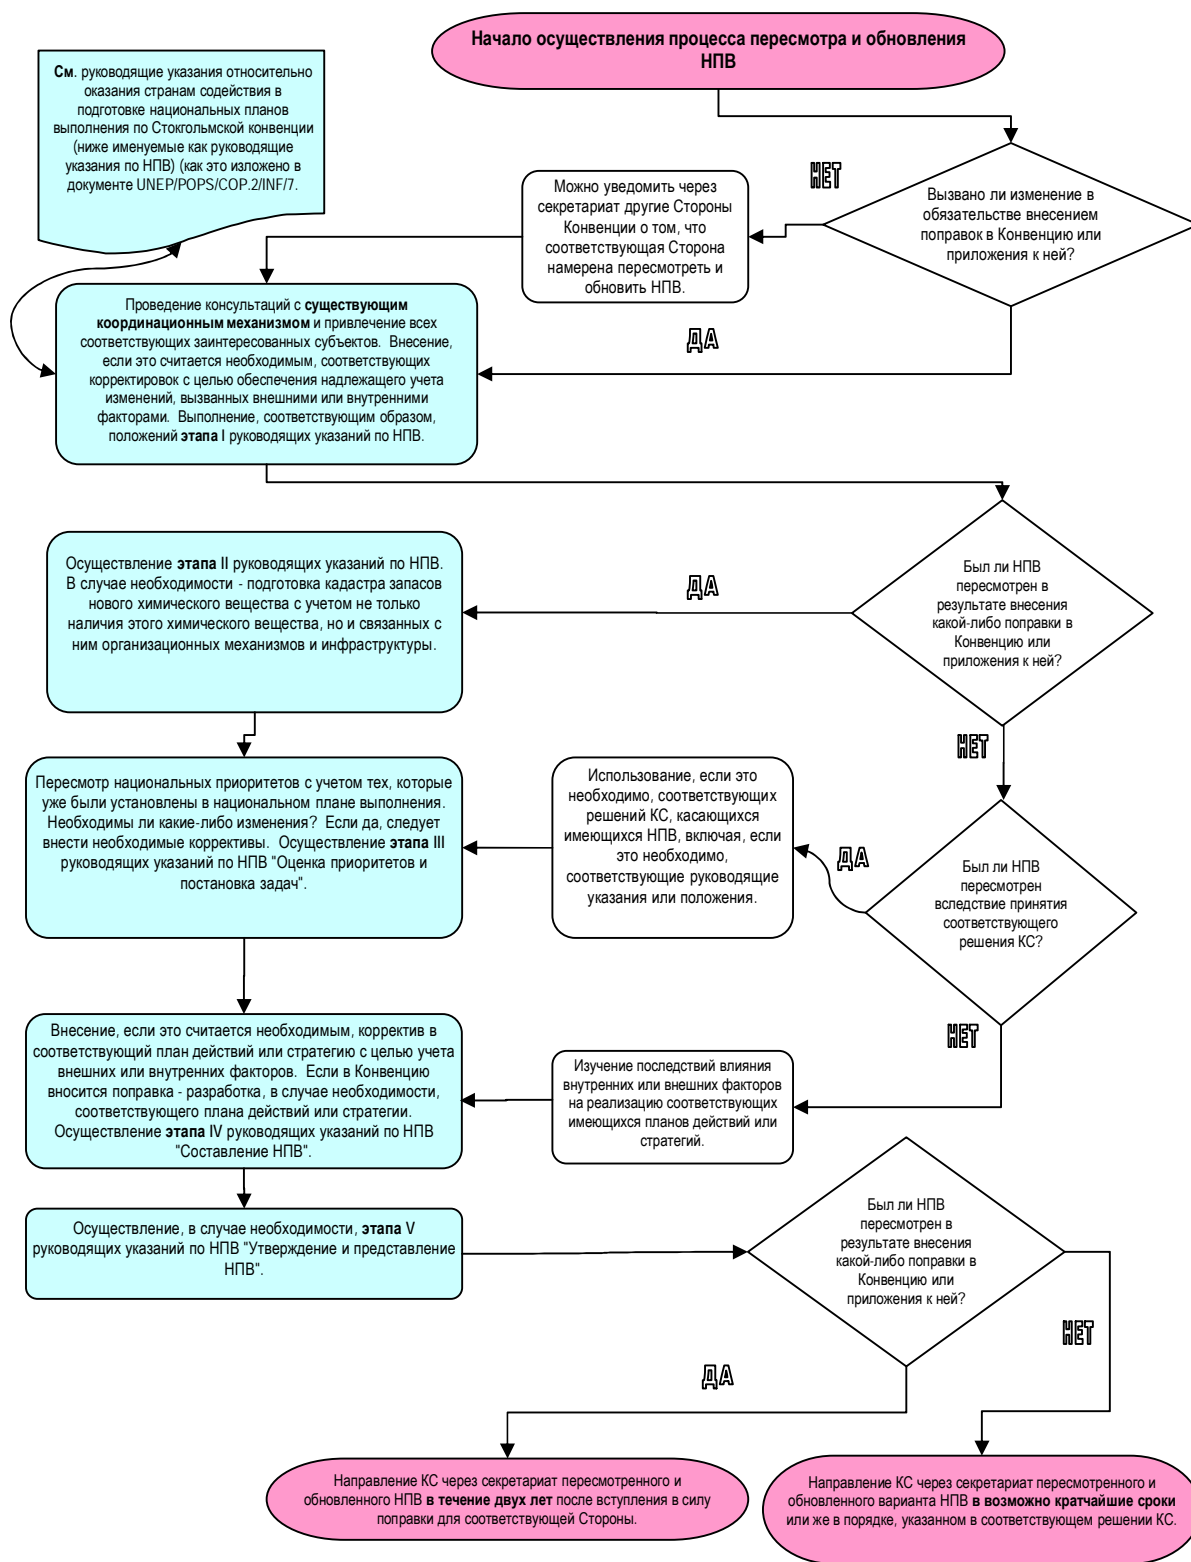 Начало осуществления процесса пересмотра и обновления
НПВ
См. руководящие указания относительно
оказания странам содействия в
подготовке национальных планов
выполнения по Стокгольмской конвенции
(ниже именуемые как руководящие
указания по НПВ) (как это изложено в
документе UNEP/POPS/COP.2/INF/7.
НЕТ
Вызвано ли изменение в
обязательстве внесением
поправок в Конвенцию или
приложения к ней?
Можно уведомить через
секретариат другие Стороны
Конвенции о том, что
соответствующая Сторона
намерена пересмотреть и
обновить НПВ.
ДА
Проведение консультаций с существующим
координационным механизмом и привлечение всех
соответствующих заинтересованных субъектов. Внесение,
если это считается необходимым, соответствующих
корректировок с целью обеспечения надлежащего учета
изменений, вызванных внешними или внутренними
факторами. Выполнение, соответствующим образом,
положений этапа I руководящих указаний по НПВ.
Осуществление этапа II руководящих указаний по НПВ.
В случае необходимости - подготовка кадастра запасов
нового химического вещества с учетом не только
наличия этого химического вещества, но и связанных с
ним организационных механизмов и инфраструктуры.
ДА
Был ли НПВ
пересмотрен в
результате внесения
какой-либо поправки в
Конвенцию или
приложения к ней?
НЕТ
Пересмотр национальных приоритетов с учетом тех, которые
уже были установлены в национальном плане выполнения.
Необходимы ли какие-либо изменения? Если да, следует
внести необходимые коррективы. Осуществление этапа III
руководящих указаний по НПВ "Оценка приоритетов и
постановка задач".
Использование, если это
необходимо, соответствующих
решений КС, касающихся
имеющихся НПВ, включая, если
это необходимо,
соответствующие руководящие
указания или положения.
ДА
Был ли НПВ
пересмотрен
вследствие принятия
соответствующего
решения КС?
НЕТ
Внесение, если это считается необходимым, корректив в
соответствующий план действий или стратегию с целью учета
внешних или внутренних факторов. Если в Конвенцию
вносится поправка - разработка, в случае необходимости,
соответствующего плана действий или стратегии.
Осуществление этапа IV руководящих указаний по НПВ
"Составление НПВ".
Изучение последствий влияния
внутренних или внешних факторов
на реализацию соответствующих
имеющихся планов действий или
стратегий.
Осуществление, в случае необходимости, этапа V
руководящих указаний по НПВ "Утверждение и представление
НПВ".
Был ли НПВ
пересмотрен в
результате внесения
какой-либо поправки в
Конвенцию или
приложения к ней?
НЕТ
ДА
Направление КС через секретариат пересмотренного и
обновленного НПВ в течение двух лет после вступления в силу
поправки для соответствующей Стороны.
Направление КС через секретариат пересмотренного и
обновленного варианта НПВ в возможно кратчайшие сроки
или же в порядке, указанном в соответствующем решении КС.